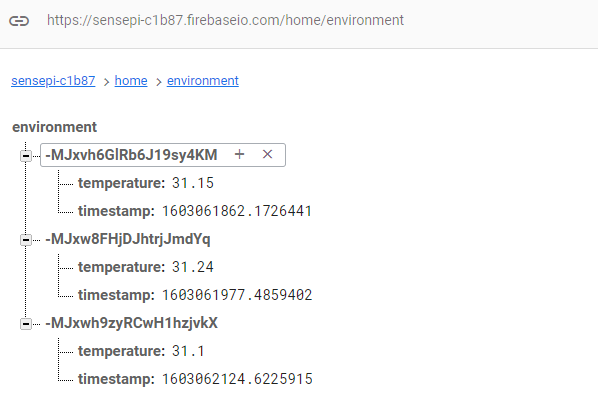 https://sensepi-c1b87.firebaseio.com/home/environment
sensepi-c1b87 > home > environment
environment
-MJxvh6GlRb6J19sy4KM + ×
temperature: 31.15
timestamp: 1603061862.1726441
-MJxw8FHjDJhtrjJmdYq
temperature: 31.24
timestamp: 1603061977.4859402
-MJxwh9zyRCwH1hzjvkX
temperature: 31.1
timestamp: 1603062124.6225915